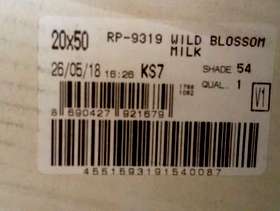 20x50 RP-9319 WILD BLOSSOM
MILK
26/05/18 16:26 KS7 SHADE 54
QUAL. 1
V1
5 690427 921679
4551593191540087